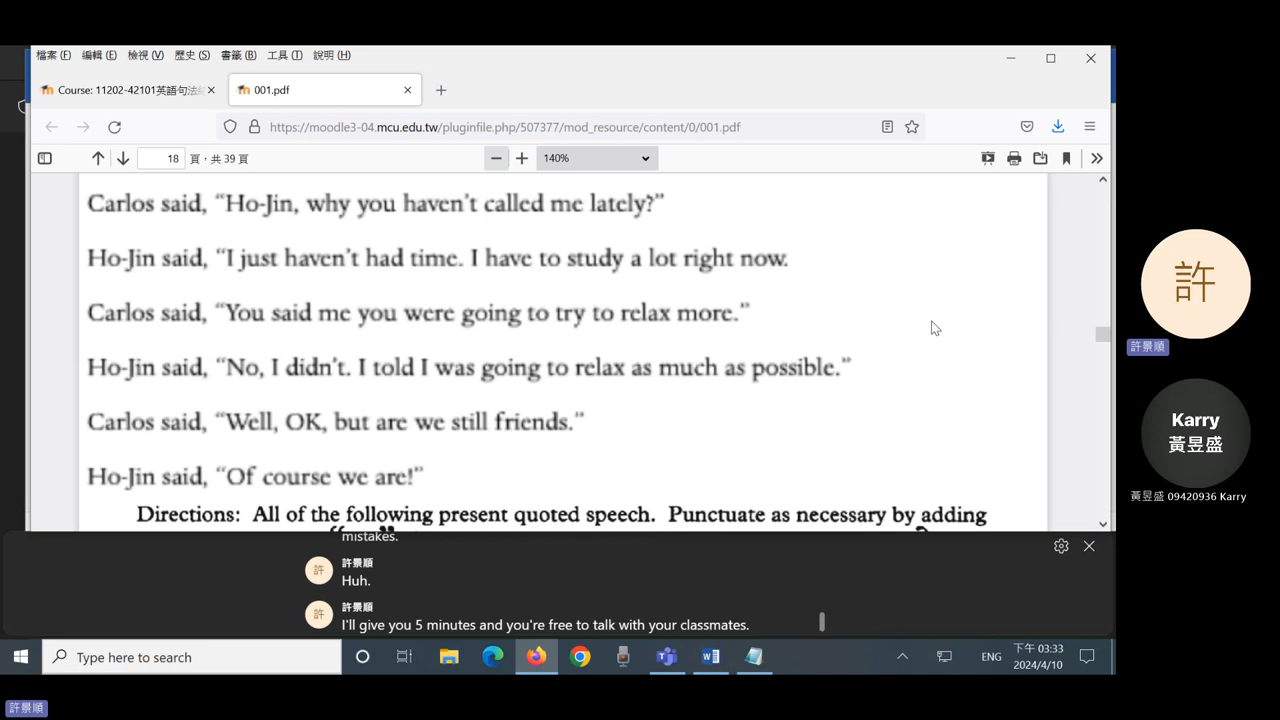 檔案 (F) 編輯 (E) 檢視 (V) 歷史 (S) 書籤 (B) 工具 (T) 說明 (H)
Course: 11202-42101英語句法
001.pdf
https://moodle3-04.mcu.edu.tw/pluginfile.php/507377/mod_resource/content/0/001.pdf
18 頁,共 39 頁
140%
Carlos said, “Ho-Jin, why you haven’t called me lately?”
Ho-Jin said, “I just haven’t had time. I have to study a lot right now.
Carlos said, “You said me you were going to try to relax more.”
Ho-Jin said, “No, I didn’t. I told I was going to relax as much as possible.”
Carlos said, “Well, OK, but are we still friends.”
Ho-Jin said, “Of course we are!”
Directions: All of the following present quoted speech. Punctuate as necessary by adding
mistakes.
許景順
許 Huh.
許景順
許 I'll give you 5 minutes and you're free to talk with your classmates.
許
許景順
Karry
黃昱盛
黃昱盛 09420936 Karry
Type here to search
ENG
下午 03:33
2024/4/10
許景順